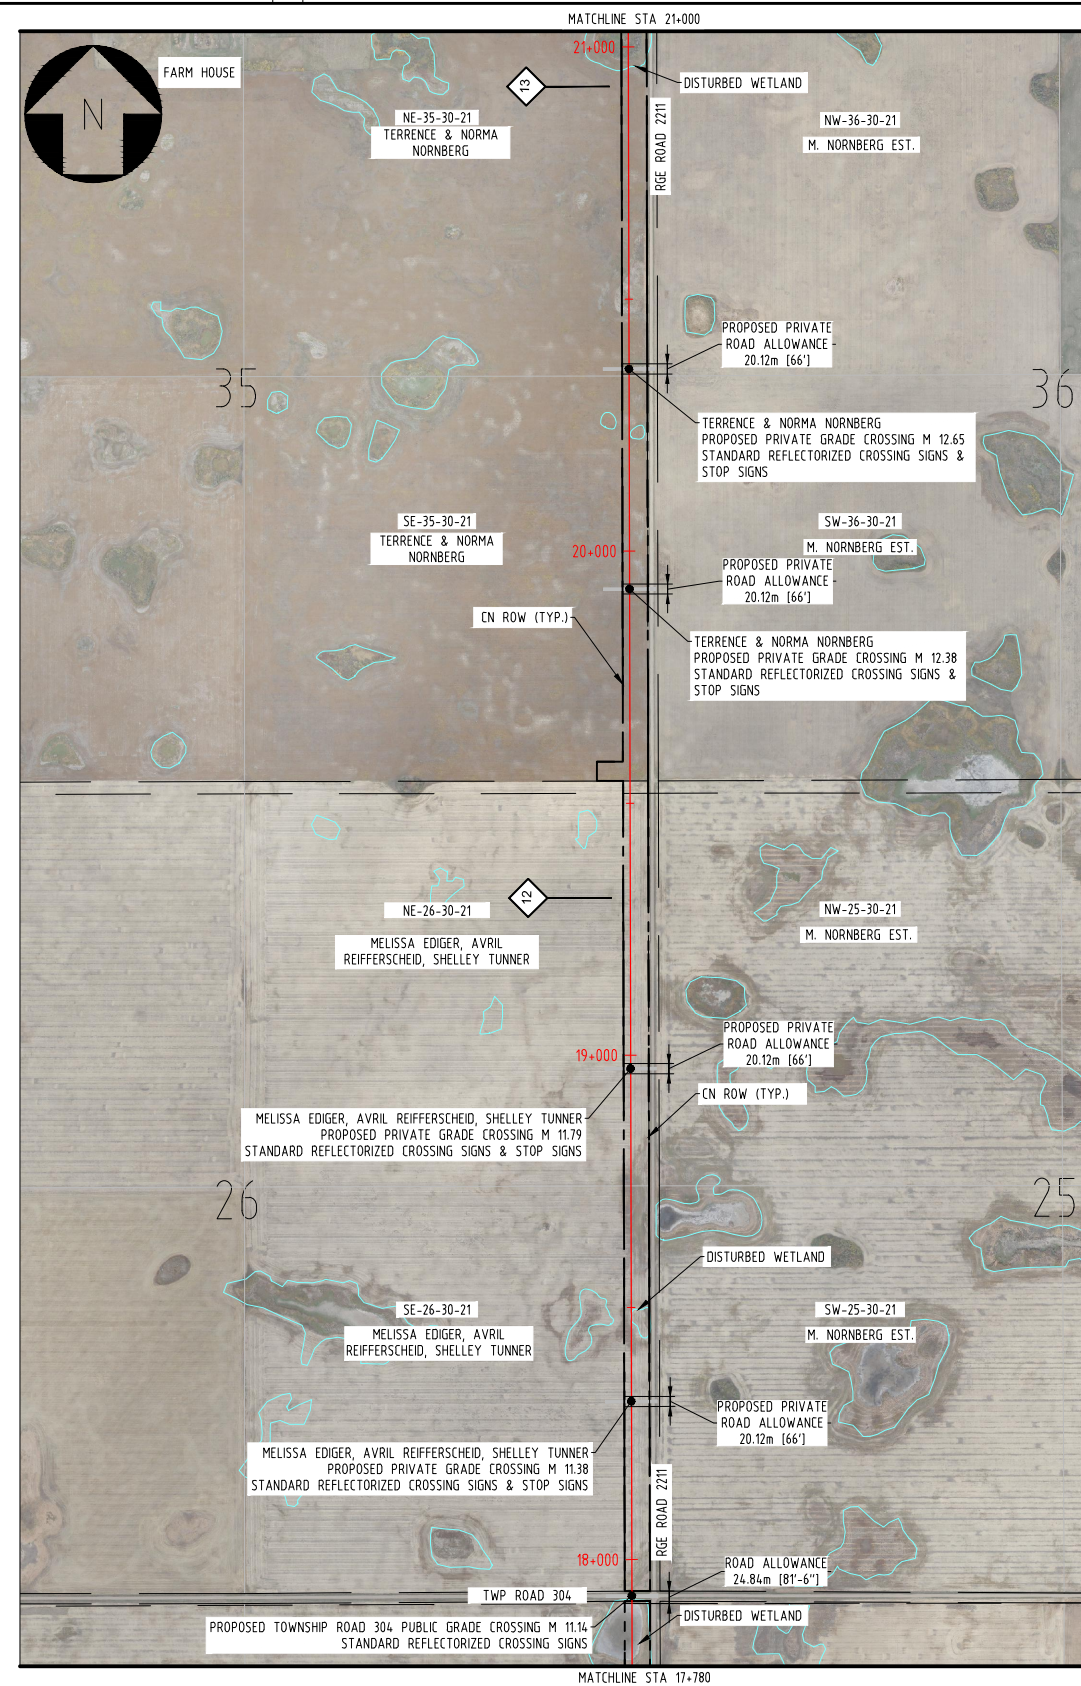 MATCHLINE STA 21+000
21+000
FARM HOUSE
DISTURBED WETLAND
13
N
NE-35-30-21
TERRENCE & NORMA
NORNBERG
RGE ROAD 2211
NW-36-30-21
M. NORNBERG EST.
PROPOSED PRIVATE
ROAD ALLOWANCE
20.12m [66']
35
36
TERRENCE & NORMA NORNBERG
PROPOSED PRIVATE GRADE CROSSING M 12.65
STANDARD REFLECTORIZED CROSSING SIGNS &
STOP SIGNS
SE-35-30-21
TERRENCE & NORMA
NORNBERG
SW-36-30-21
M. NORNBERG EST.
20+000
PROPOSED PRIVATE
ROAD ALLOWANCE
20.12m [66']
CN ROW (TYP.)
TERRENCE & NORMA NORNBERG
PROPOSED PRIVATE GRADE CROSSING M 12.38
STANDARD REFLECTORIZED CROSSING SIGNS &
STOP SIGNS
12
NE-26-30-21
MELISSA EDIGER, AVRIL
REIFFERSCHEID, SHELLEY TUNNER
NW-25-30-21
M. NORNBERG EST.
19+000
PROPOSED PRIVATE
ROAD ALLOWANCE
20.12m [66']
CN ROW (TYP.)
MELISSA EDIGER, AVRIL REIFFERSCHEID, SHELLEY TUNNER
PROPOSED PRIVATE GRADE CROSSING M 11.79
STANDARD REFLECTORIZED CROSSING SIGNS & STOP SIGNS
26
25
DISTURBED WETLAND
SE-26-30-21
MELISSA EDIGER, AVRIL
REIFFERSCHEID, SHELLEY TUNNER
SW-25-30-21
M. NORNBERG EST.
PROPOSED PRIVATE
ROAD ALLOWANCE
20.12m [66']
MELISSA EDIGER, AVRIL REIFFERSCHEID, SHELLEY TUNNER
PROPOSED PRIVATE GRADE CROSSING M 11.38
STANDARD REFLECTORIZED CROSSING SIGNS & STOP SIGNS
RGE ROAD 2211
18+000
ROAD ALLOWANCE
24.84m [81'-6"]
TWP ROAD 304
DISTURBED WETLAND
PROPOSED TOWNSHIP ROAD 304 PUBLIC GRADE CROSSING M 11.14
STANDARD REFLECTORIZED CROSSING SIGNS
MATCHLINE STA 17+780